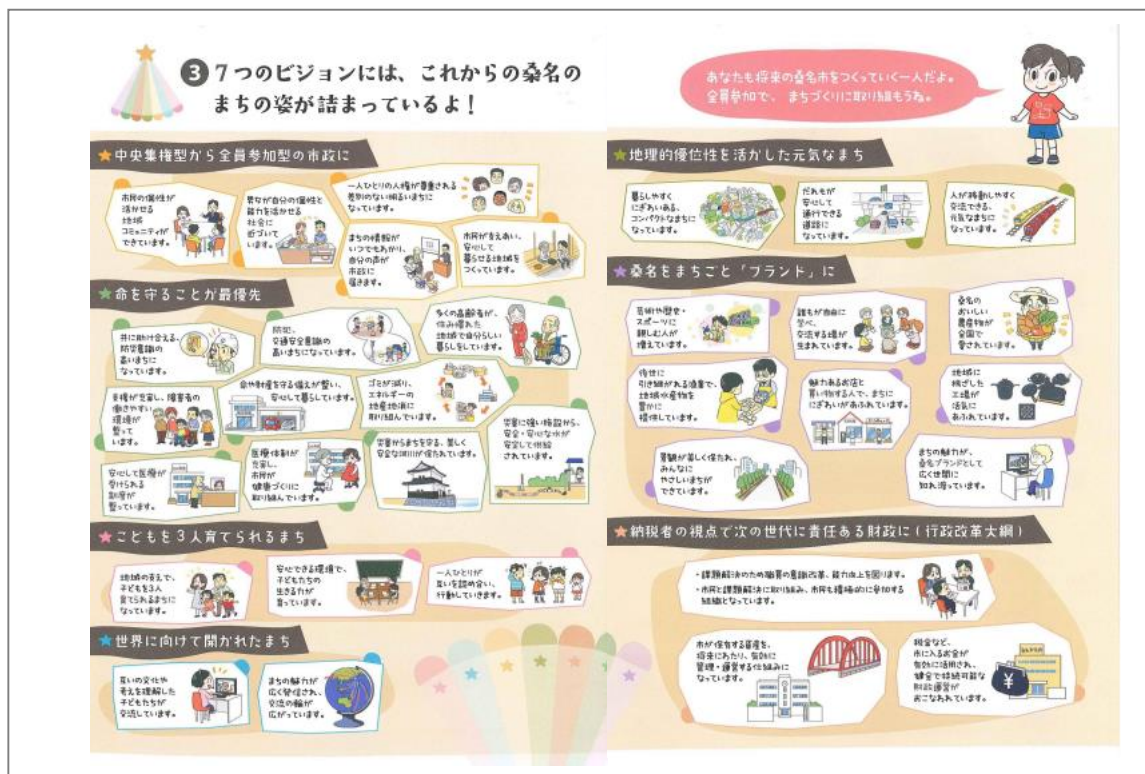 3 7つのビジョンには、これからの桑名の
まちの姿が詰まっているよ！
★中央集権型から全員参加型の市政に
市民の個性が
活かせる
地域
コミュニティが
できています。
男女が自分の個性と
能力を活かせる
社会に
近づいて
います。
一人ひとりの人権が尊重される
差別のない明るいまちに
なっています。
まちの情報が
いつでもわかり、
自分の声が
市政に
届きます。
市民が支えあい、
安心して
暮らせる地域を
つくっています。
★命を守ることが最優先
共に助け合える、
防災意識の
高いまちに
なっています。
防犯、
交通安全意識の
高いまちになっています。
多くの高齢者が、
住み慣れた
地域で自分らしい
暮らしをしています。
支援が充実し、障害者の
働きやすい
環境が
整って
います。
命や財産を守る備えが整い、
安心して暮らしています。
ゴミが減り、
エネルギーの
地産地消に
取り組んでいます。
安心して医療が
受けられる
制度が
整っています。
医療体制が
充実し、
市民が
健康づくりに
取り組んでいます。
災害からまちを守る、美しく
安全な河川が保たれています。
災害に強い施設から、
安全・安心な水が
安定して供給
されています。
★こどもを3人育てられるまち
地域の支えで、
子どもを3人
育てられるまちに
なっています。
安心できる環境で、
子どもたちの
生きる力が
育っています。
一人ひとりが
互いを認め合い、
行動していきます。
★世界に向けて開かれたまち
互いの文化や
考えを理解した
子どもたちが
交流しています。
まちの魅力が
広く発信され、
交流の輪が
広がっています。
あなたも将来の桑名市をつくっていく一人だよ。
全員参加で、まちづくりに取り組もうね。
★地理的優位性を活かした元気なまち
暮らしやすく
にぎわいある、
コンパクトなまちに
なっています。
だれもが
安心して
通行できる
道路に
なっています。
人が移動しやすく
交流できる、
元気なまちに
なっています。
★桑名をまちごと「ブランド」に
芸術や歴史・
スポーツに
親しむ人が
増えています。
誰もが自由に
学べ、
交流する場が
生まれています。
桑名の
おいしい
農産物が
全国で
愛されています。
後世に
引き継がれる漁業で、
地域水産物を
豊かに
提供しています。
魅力あるお店と
買い物する人で、まちに
にぎわいがあふれています。
地域に
根ざした
工場が
活気に
あふれています。
景観が美しく保たれ、
みんなに
やさしいまちが
できています。
まちの魅力が、
桑名ブランドとして
広く世間に
知れ渡っています。
★納税者の視点で次の世代に責任ある財政に(行政改革大綱)
・課題解決のため職員の意識改革、能力向上を図ります。
・市民と課題解決に取り組み、市民も積極的に参加する
組織となっています。
市が保有する資産を、
将来にわたり、有効に
管理・運営する仕組みに
なっています。
税金など、
市に入るお金が
有効に活用され、
健全で持続可能な
財政運営が
おこなわれています。
¥